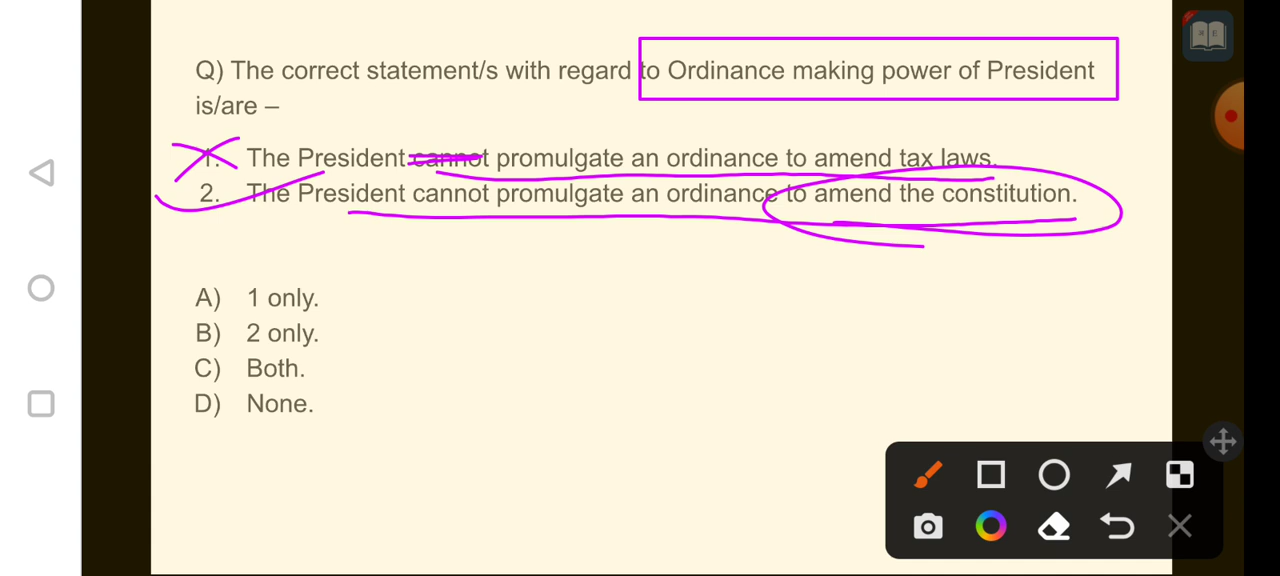 Q) The correct statement/s with regard to Ordinance making power of President
is/are –
1. The President cannot promulgate an ordinance to amend tax laws.
2. The President cannot promulgate an ordinance to amend the constitution.
A) 1 only.
B) 2 only.
C) Both.
D) None.